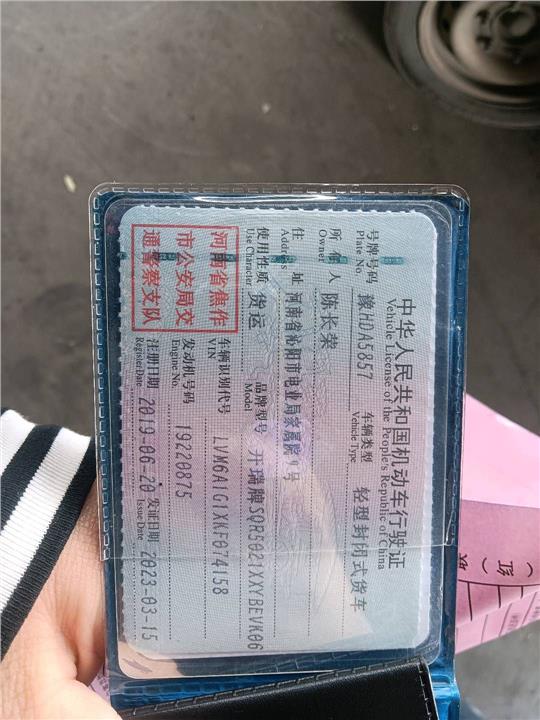 中华人民共和国机动车行驶证
Vehicle License of the People's Republic of China
号牌号码 豫HDA5857 车辆类型 轻型封闭式货车
Plate No. Vehicle Type
所有人 陈长荣
Owner
住址 河南省沁阳市电业局家属院9号
Address
使用性质 货运 品牌型号 开瑞牌SQR5021XXYBEVK06
Use Character Model
河南省焦作
市公安局交
通警察支队
车辆识别代号 LVM6A1G1XKF074158
VIN
发动机号码 19220875
Engine No.
注册日期 2019-06-20 发证日期 2023-03-15
Register Date Issue Date